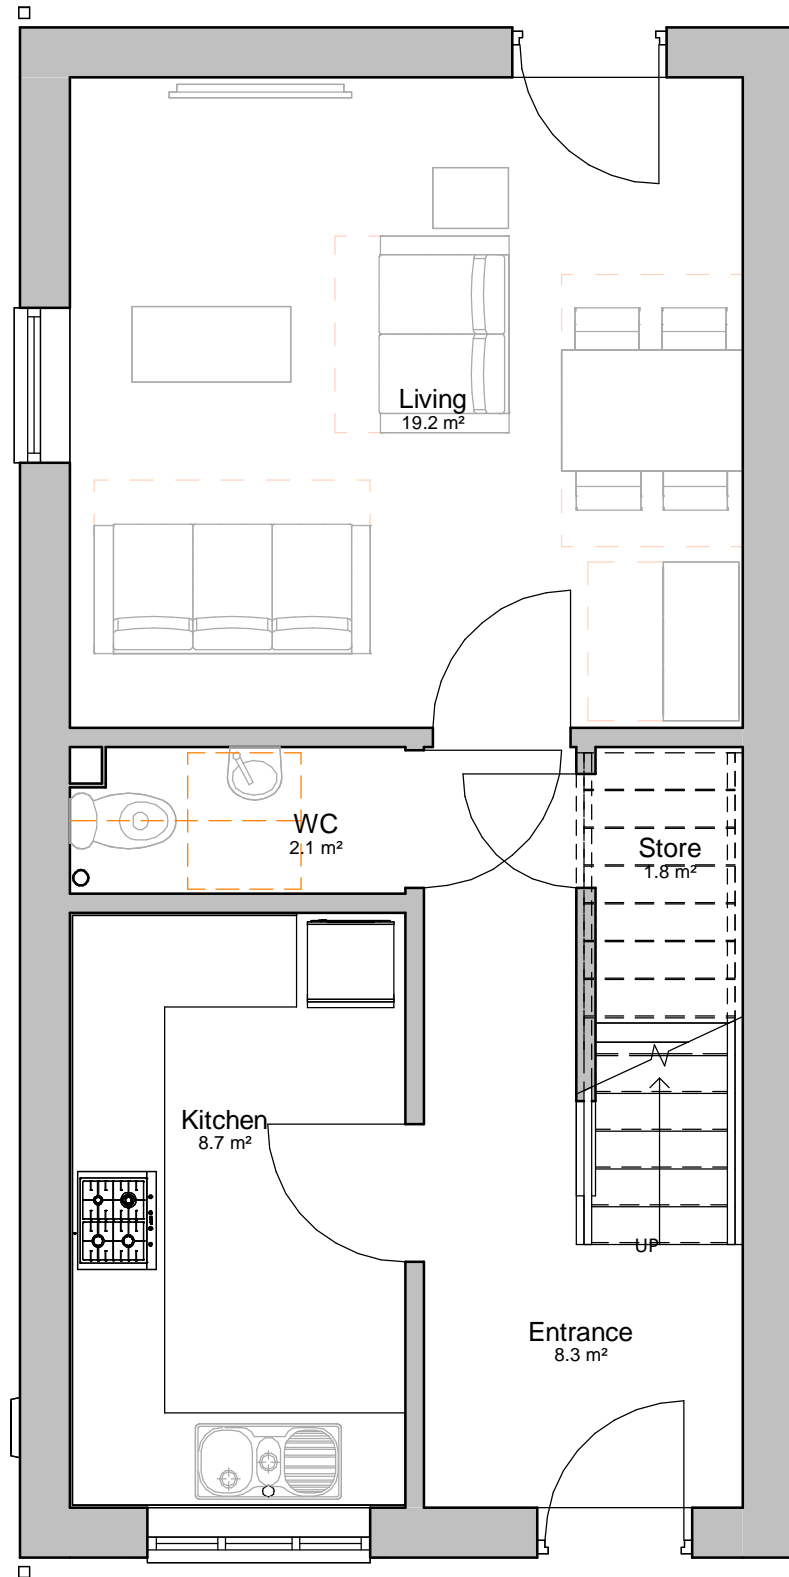 Living
19.2 m²
WC
2.1 m²
Store
1.8 m²
Kitchen
8.7 m²
UP
Entrance
8.3 m²